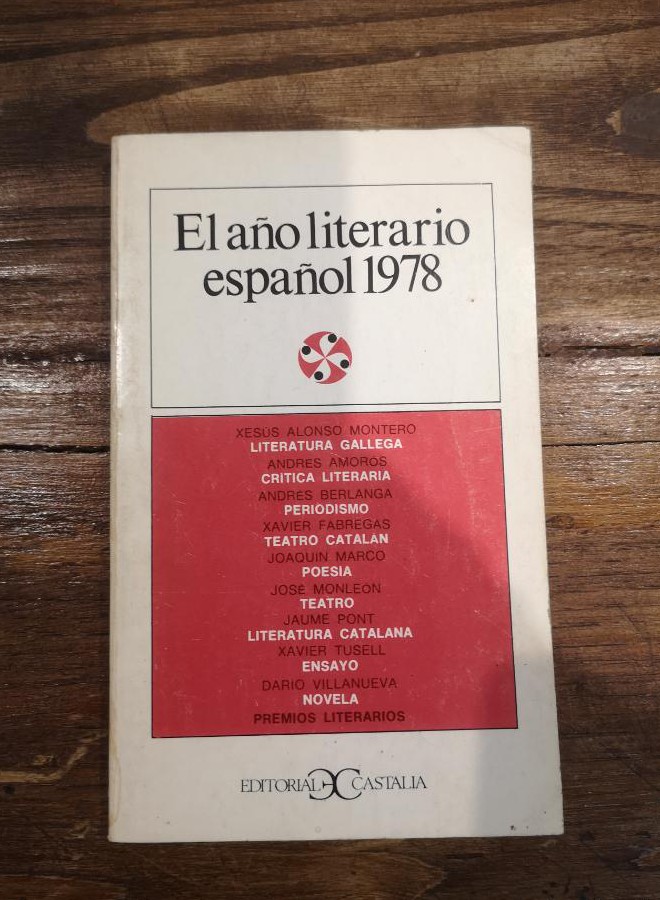 El año literario
español 1978
XESÚS ALONSO MONTERO
LITERATURA GALLEGA
ANDRES AMOROS
CRITICA LITERARIA
ANDRES BERLANGA
PERIODISMO
XAVIER FABREGAS
TEATRO CATALAN
JOAQUIN MARCO
POESIA
JOSÉ MONLEÓN
TEATRO
JAUME PONT
LITERATURA CATALANA
XAVIER TUSELL
ENSAYO
DARIO VILLANUEVA
NOVELA
PREMIOS LITERARIOS
EDITORIAL EC CASTALIA